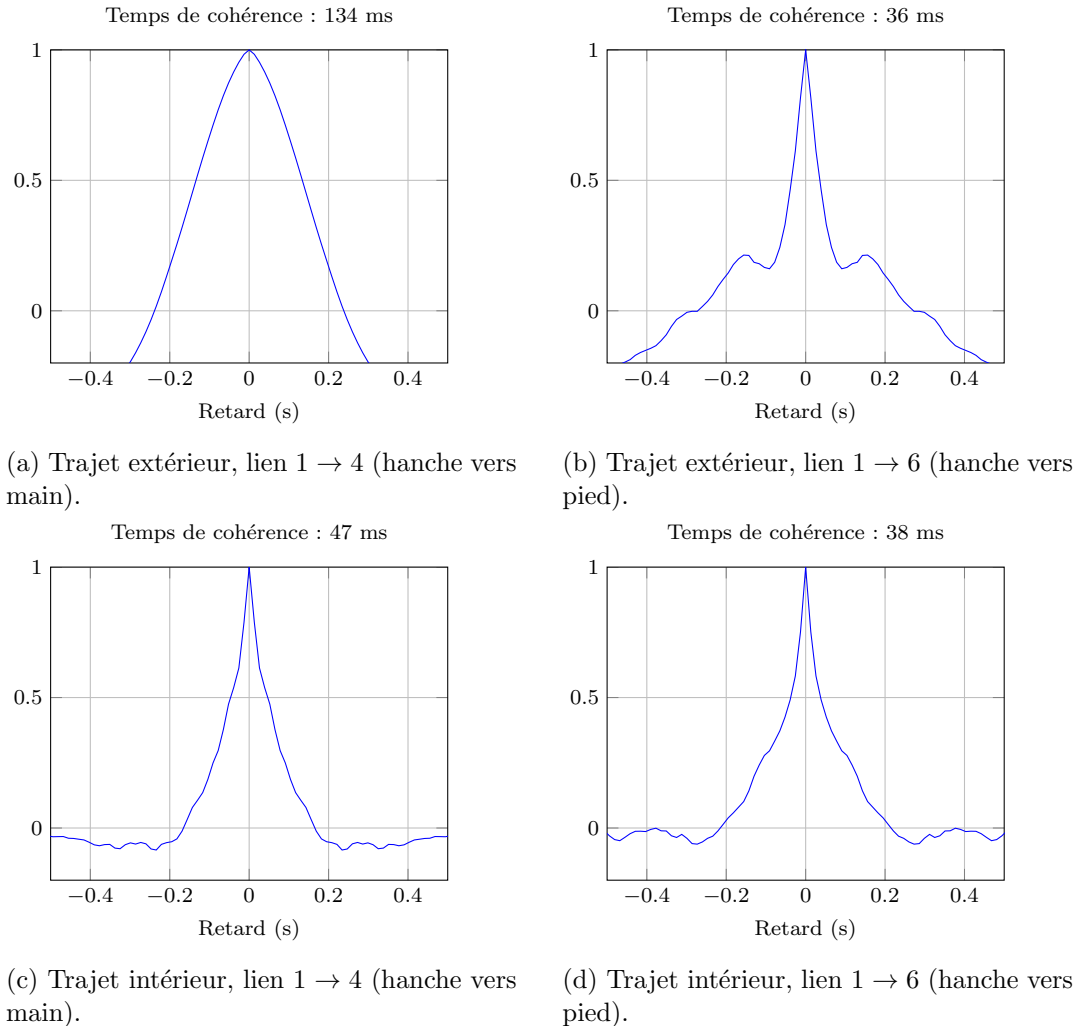 Temps de cohérence : 134 ms
1
0.5
0
−0.4 −0.2 0 0.2 0.4
Retard (s)
(a) Trajet extérieur, lien 1 → 4 (hanche vers
main).
Temps de cohérence : 36 ms
1
0.5
0
−0.4 −0.2 0 0.2 0.4
Retard (s)
(b) Trajet extérieur, lien 1 → 6 (hanche vers
pied).
Temps de cohérence : 47 ms
1
0.5
0
−0.4 −0.2 0 0.2 0.4
Retard (s)
(c) Trajet intérieur, lien 1 → 4 (hanche vers
main).
Temps de cohérence : 38 ms
1
0.5
0
−0.4 −0.2 0 0.2 0.4
Retard (s)
(d) Trajet intérieur, lien 1 → 6 (hanche vers
pied).